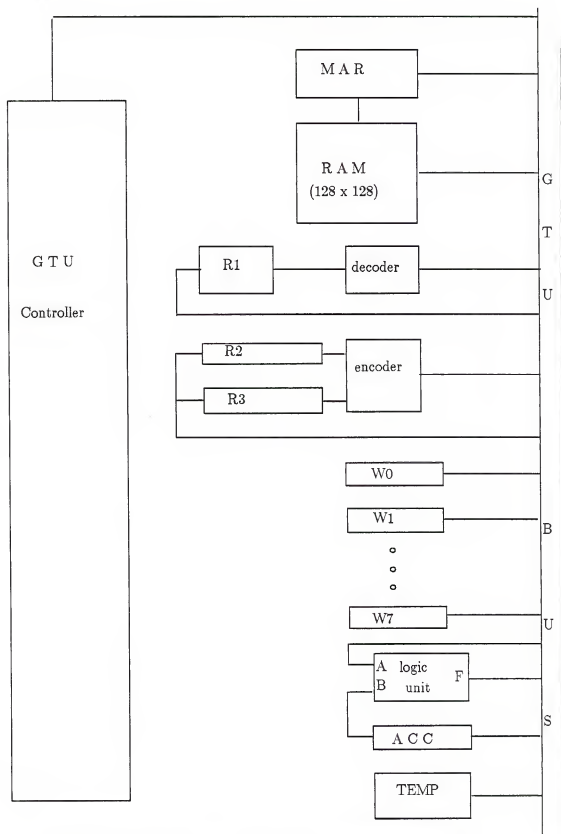 M A R
R A M
(128 x 128)
G
T
U
G T U
Controller
R1
decoder
R2
encoder
R3
W0
W1
B
W7
U
A logic F
B unit
S
A C C
TEMP